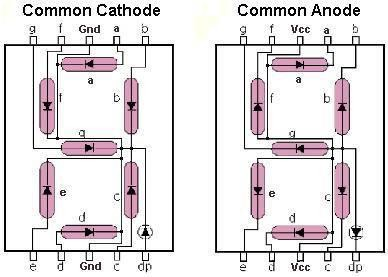 Common Cathode
g f Gnd a b
a
f b
g
e c
d
e d Gnd c dp
Common Anode
g f Vcc a b
a
f b
g
e c
d
e d Vcc c dp